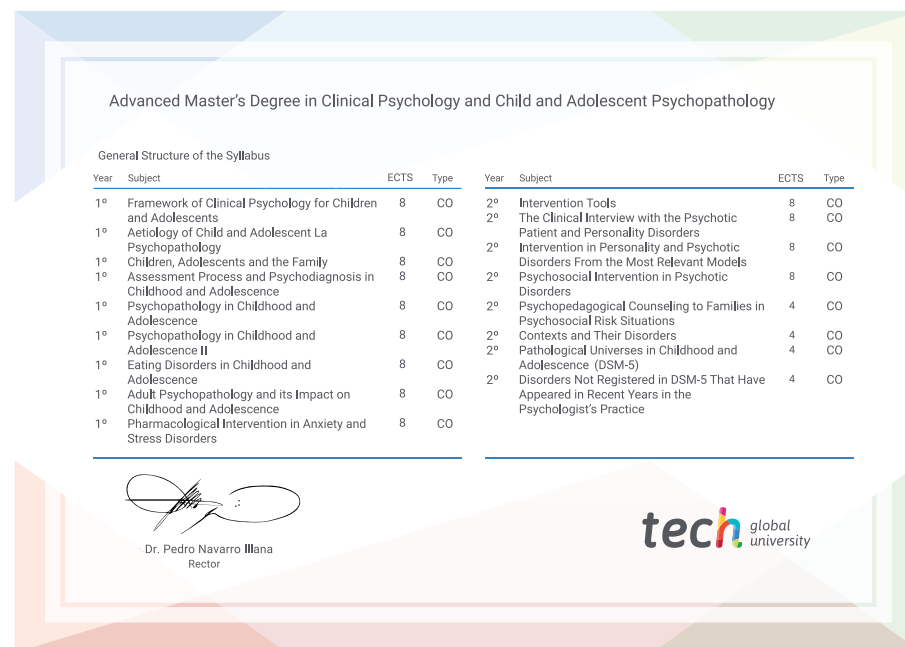 Advanced Master's Degree in Clinical Psychology and Child and Adolescent Psychopathology
General Structure of the Syllabus
Year Subject ECTS Type
1º Framework of Clinical Psychology for Children 8 CO
and Adolescents
1º Aetiology of Child and Adolescent La 8 CO
Psychopathology
1º Children, Adolescents and the Family 8 CO
1º Assessment Process and Psychodiagnosis in 8 CO
Childhood and Adolescence
1º Psychopathology in Childhood and 8 CO
Adolescence
1º Psychopathology in Childhood and 8 CO
Adolescence II
1º Eating Disorders in Childhood and 8 CO
Adolescence
1º Adult Psychopathology and its Impact on 8 CO
Childhood and Adolescence
1º Pharmacological Intervention in Anxiety and 8 CO
Stress Disorders
Year Subject ECTS Type
2º Intervention Tools 8 CO
2º The Clinical Interview with the Psychotic 8 CO
Patient and Personality Disorders
2º Intervention in Personality and Psychotic 8 CO
Disorders From the Most Relevant Models
2º Psychosocial Intervention in Psychotic 8 CO
Disorders
2º Psychopedagogical Counseling to Families in 4 CO
Psychosocial Risk Situations
2º Contexts and Their Disorders 4 CO
2º Pathological Universes in Childhood and 4 CO
Adolescence (DSM-5)
2º Disorders Not Registered in DSM-5 That Have 4 CO
Appeared in Recent Years in the
Psychologist's Practice
Dr. Pedro Navarro Illana
Rector
tech global
university